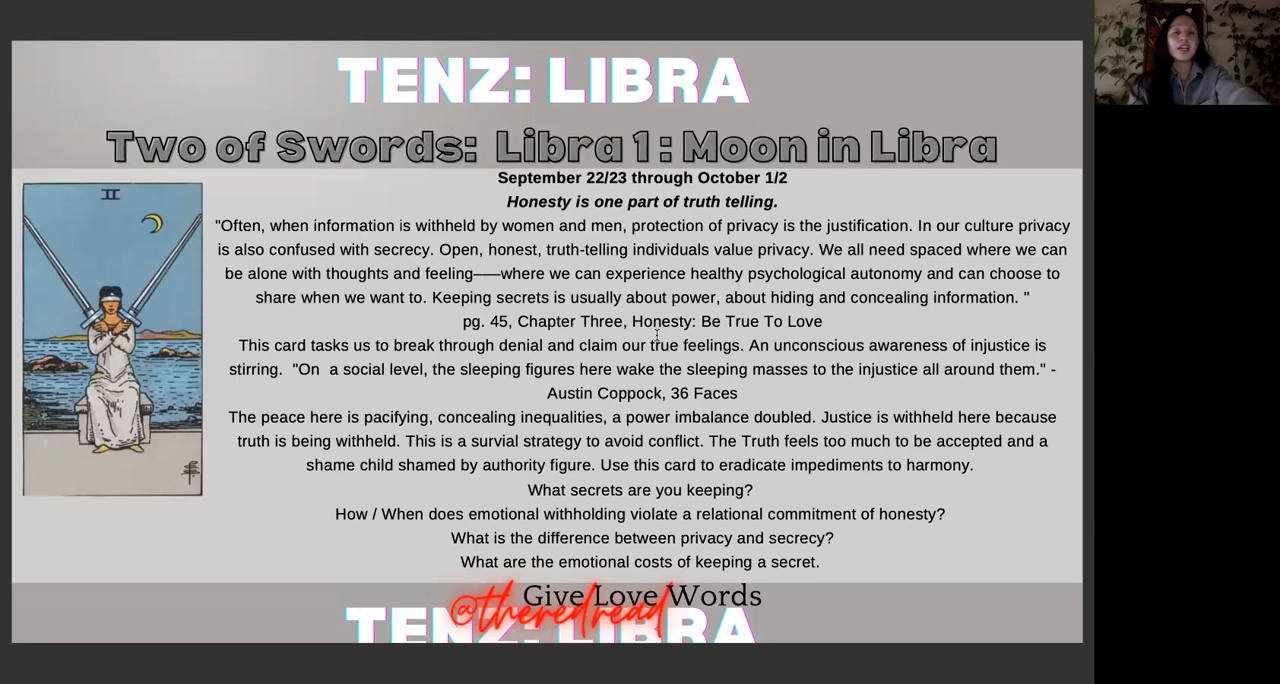 TENZ: LIBRA
Two of Swords: Libra 1 : Moon in Libra
II
September 22/23 through October 1/2
Honesty is one part of truth telling.
"Often, when information is withheld by women and men, protection of privacy is the justification. In our culture privacy
is also confused with secrecy. Open, honest, truth-telling individuals value privacy. We all need spaced where we can
be alone with thoughts and feeling–––where we can experience healthy psychological autonomy and can choose to
share when we want to. Keeping secrets is usually about power, about hiding and concealing information. "
pg. 45, Chapter Three, Honesty: Be True To Love
This card tasks us to break through denial and claim our true feelings. An unconscious awareness of injustice is
stirring. "On a social level, the sleeping figures here wake the sleeping masses to the injustice all around them." -
Austin Coppock, 36 Faces
The peace here is pacifying, concealing inequalities, a power imbalance doubled. Justice is withheld here because
truth is being withheld. This is a survial strategy to avoid conflict. The Truth feels too much to be accepted and a
shame child shamed by authority figure. Use this card to eradicate impediments to harmony.
What secrets are you keeping?
How / When does emotional withholding violate a relational commitment of honesty?
What is the difference between privacy and secrecy?
What are the emotional costs of keeping a secret.
Give Love Words
@theredread
TENZ: LIBRA